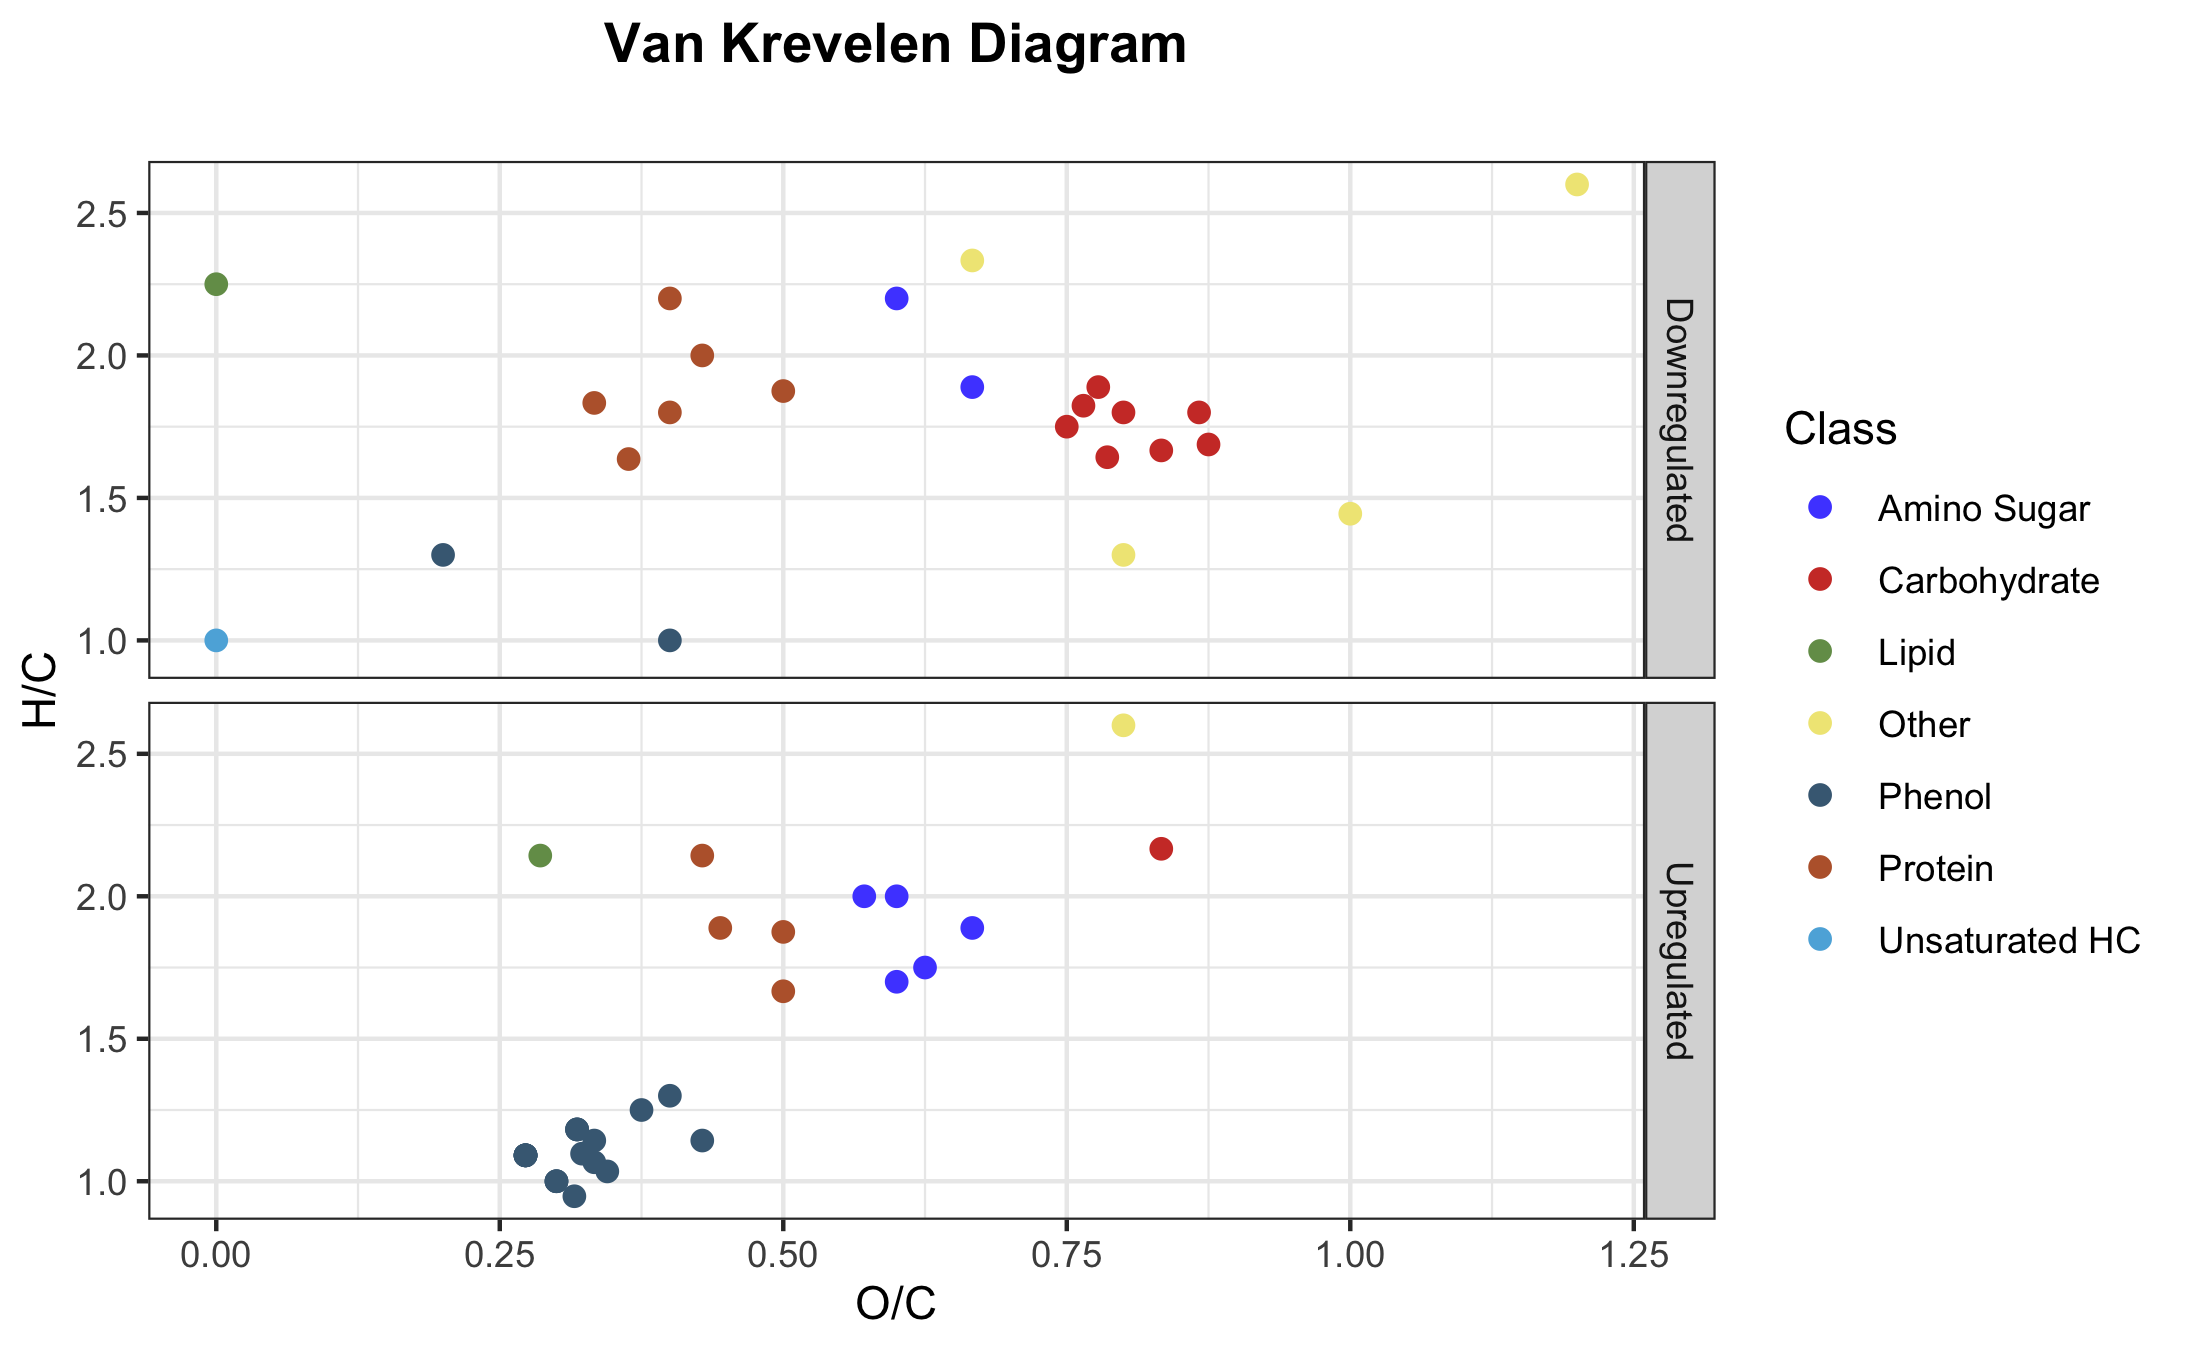 Van Krevelen Diagram
H/C
2.5
2.0
1.5
1.0
Downregulated
2.5
2.0
1.5
1.0
Upregulated
0.00 0.25 0.50 0.75 1.00 1.25
O/C
Class
Amino Sugar
Carbohydrate
Lipid
Other
Phenol
Protein
Unsaturated HC